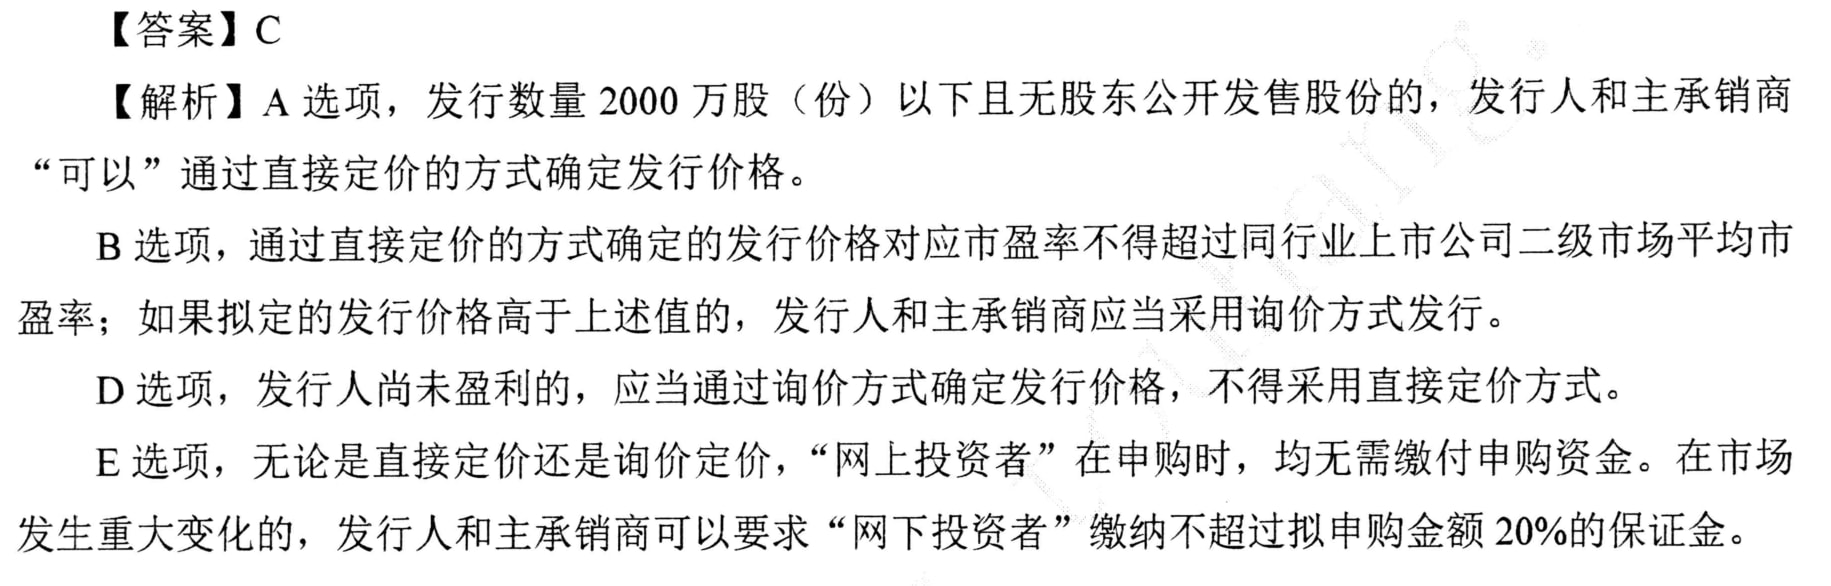 【答案】C
【解析】A 选项，发行数量 2000 万股（份）以下且无股东公开发售股份的，发行人和主承销商
“可以”通过直接定价的方式确定发行价格。
B 选项，通过直接定价的方式确定的发行价格对应市盈率不得超过同行业上市公司二级市场平均市
盈率；如果拟定的发行价格高于上述值的，发行人和主承销商应当采用询价方式发行。
D 选项，发行人尚未盈利的，应当通过询价方式确定发行价格，不得采用直接定价方式。
E 选项，无论是直接定价还是询价定价，“网上投资者”在申购时，均无需缴付申购资金。在市场
发生重大变化的，发行人和主承销商可以要求“网下投资者”缴纳不超过拟申购金额 20%的保证金。